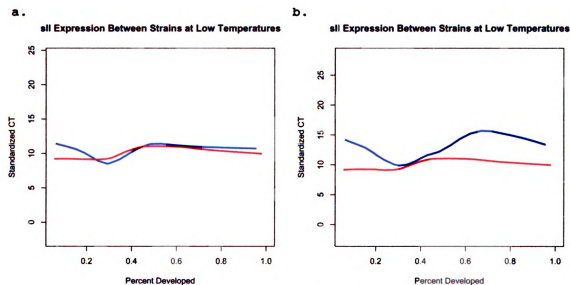 a.
sll Expression Between Strains at Low Temperatures
Standardized CT
25
20
15
10
5
0
0.2
0.4
0.6
0.8
1.0
Percent Developed
b.
sll Expression Between Strains at Low Temperatures
Standardized CT
25
20
15
10
5
0
0.2
0.4
0.6
0.8
1.0
Percent Developed